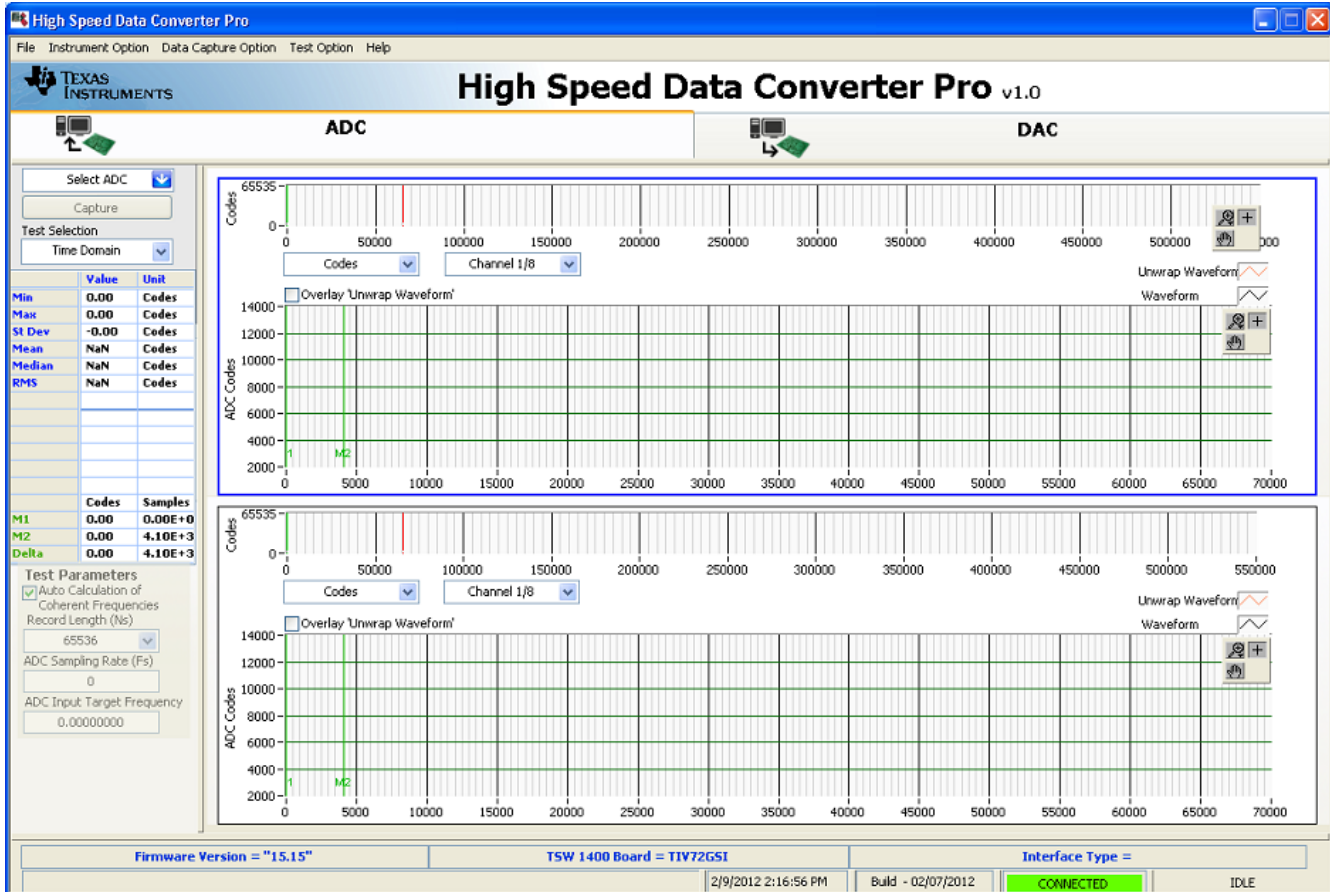 High Speed Data Converter Pro
File Instrument Option Data Capture Option Test Option Help
TEXAS
INSTRUMENTS
High Speed Data Converter Pro v1.0
ADC
DAC
Select ADC
Capture
Test Selection
Time Domain
Value Unit
Min 0.00 Codes
Max 0.00 Codes
St Dev -0.00 Codes
Mean NaN Codes
Median NaN Codes
RMS NaN Codes
Codes Samples
M1 0.00 0.00E+0
M2 0.00 4.10E+3
Delta 0.00 4.10E+3
Test Parameters
Auto Calculation of
Coherent Frequencies
Record Length (Ns)
65536
ADC Sampling Rate (Fs)
0
ADC Input Target Frequency
0.00000000
Codes
65535
0
0 50000 100000 150000 200000 250000 300000 350000 400000 450000 500000 000
Codes Channel 1/8
Unwrap Waveform
Overlay 'Unwrap Waveform' Waveform
ADC Codes
14000
12000
10000
8000
6000
4000
2000
1 M2
0 5000 10000 15000 20000 25000 30000 35000 40000 45000 50000 55000 60000 65000 70000
Codes
65535
0
0 50000 100000 150000 200000 250000 300000 350000 400000 450000 500000 550000
Codes Channel 1/8
Unwrap Waveform
Overlay 'Unwrap Waveform' Waveform
ADC Codes
14000
12000
10000
8000
6000
4000
2000
1 M2
0 5000 10000 15000 20000 25000 30000 35000 40000 45000 50000 55000 60000 65000 70000
Firmware Version = "15.15" TSW 1400 Board = TIV72GSI Interface Type =
2/9/2012 2:16:56 PM Build - 02/07/2012 CONNECTED IDLE